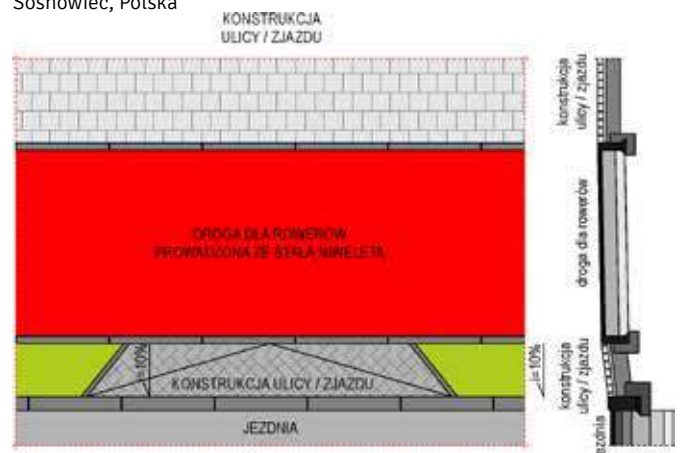 Sosnowiec, Polska
KONSTRUKCJA
ULICY / ZJAZDU
konstrukcja
ulicy / zjazdu
DROGA DLA ROWERÓW
PROWADZONA ZE STAŁĄ NIWELETĄ
droga dla rowerów
i=10%
KONSTRUKCJA ULICY / ZJAZDU
i=10%
konstrukcja
ulicy / zjazdu
JEZDNIA
jezdnia